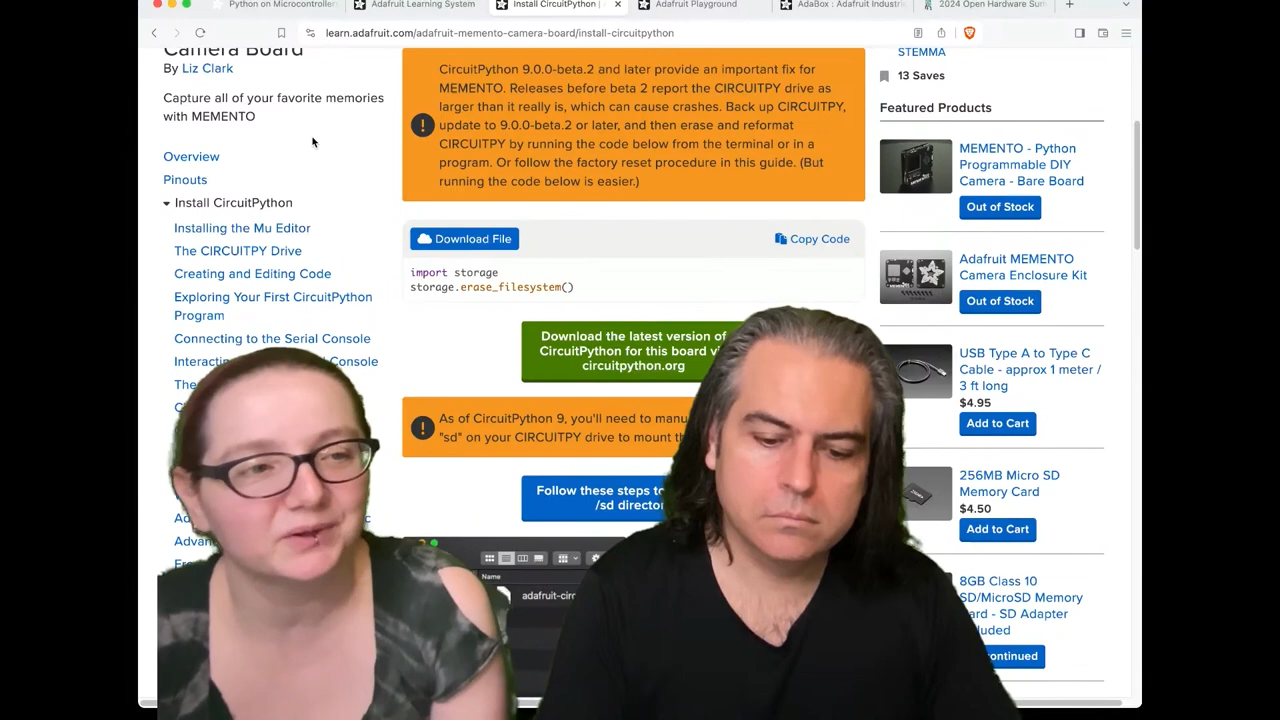 Python on Microcontrollers
Adafruit Learning System
Install CircuitPython |
Adafruit Playground
AdaBox : Adafruit Industri
2024 Open Hardware Sum
learn.adafruit.com/adafruit-memento-camera-board/install-circuitpython
Camera Board
By Liz Clark
Capture all of your favorite memories
with MEMENTO
Overview
Pinouts
Install CircuitPython
Installing the Mu Editor
The CIRCUITPY Drive
Creating and Editing Code
Exploring Your First CircuitPython
Program
Connecting to the Serial Console
Console
The
CircuitPython 9.0.0-beta.2 and later provide an important fix for
MEMENTO. Releases before beta 2 report the CIRCUITPY drive as
larger than it really is, which can cause crashes. Back up CIRCUITPY,
update to 9.0.0-beta.2 or later, and then erase and reformat
CIRCUITPY by running the code below from the terminal or in a
program. Or follow the factory reset procedure in this guide. (But
running the code below is easier.)
Download File
Copy Code
import storage
storage.erase_filesystem()
Download the latest version of
CircuitPython for this board vi
circuitpython.org
As of CircuitPython 9, you'll need to manu
"sd" on your CIRCUITPY drive to mount th
Follow these steps to
/sd director
Name
adafruit-circ
STEMMA
13 Saves
Featured Products
MEMENTO - Python
Programmable DIY
Camera - Bare Board
Out of Stock
Adafruit MEMENTO
Camera Enclosure Kit
Out of Stock
USB Type A to Type C
Cable - approx 1 meter /
3 ft long
$4.95
Add to Cart
256MB Micro SD
Memory Card
$4.50
Add to Cart
8GB Class 10
SD/MicroSD Memory
ard - SD Adapter
cluded
continued